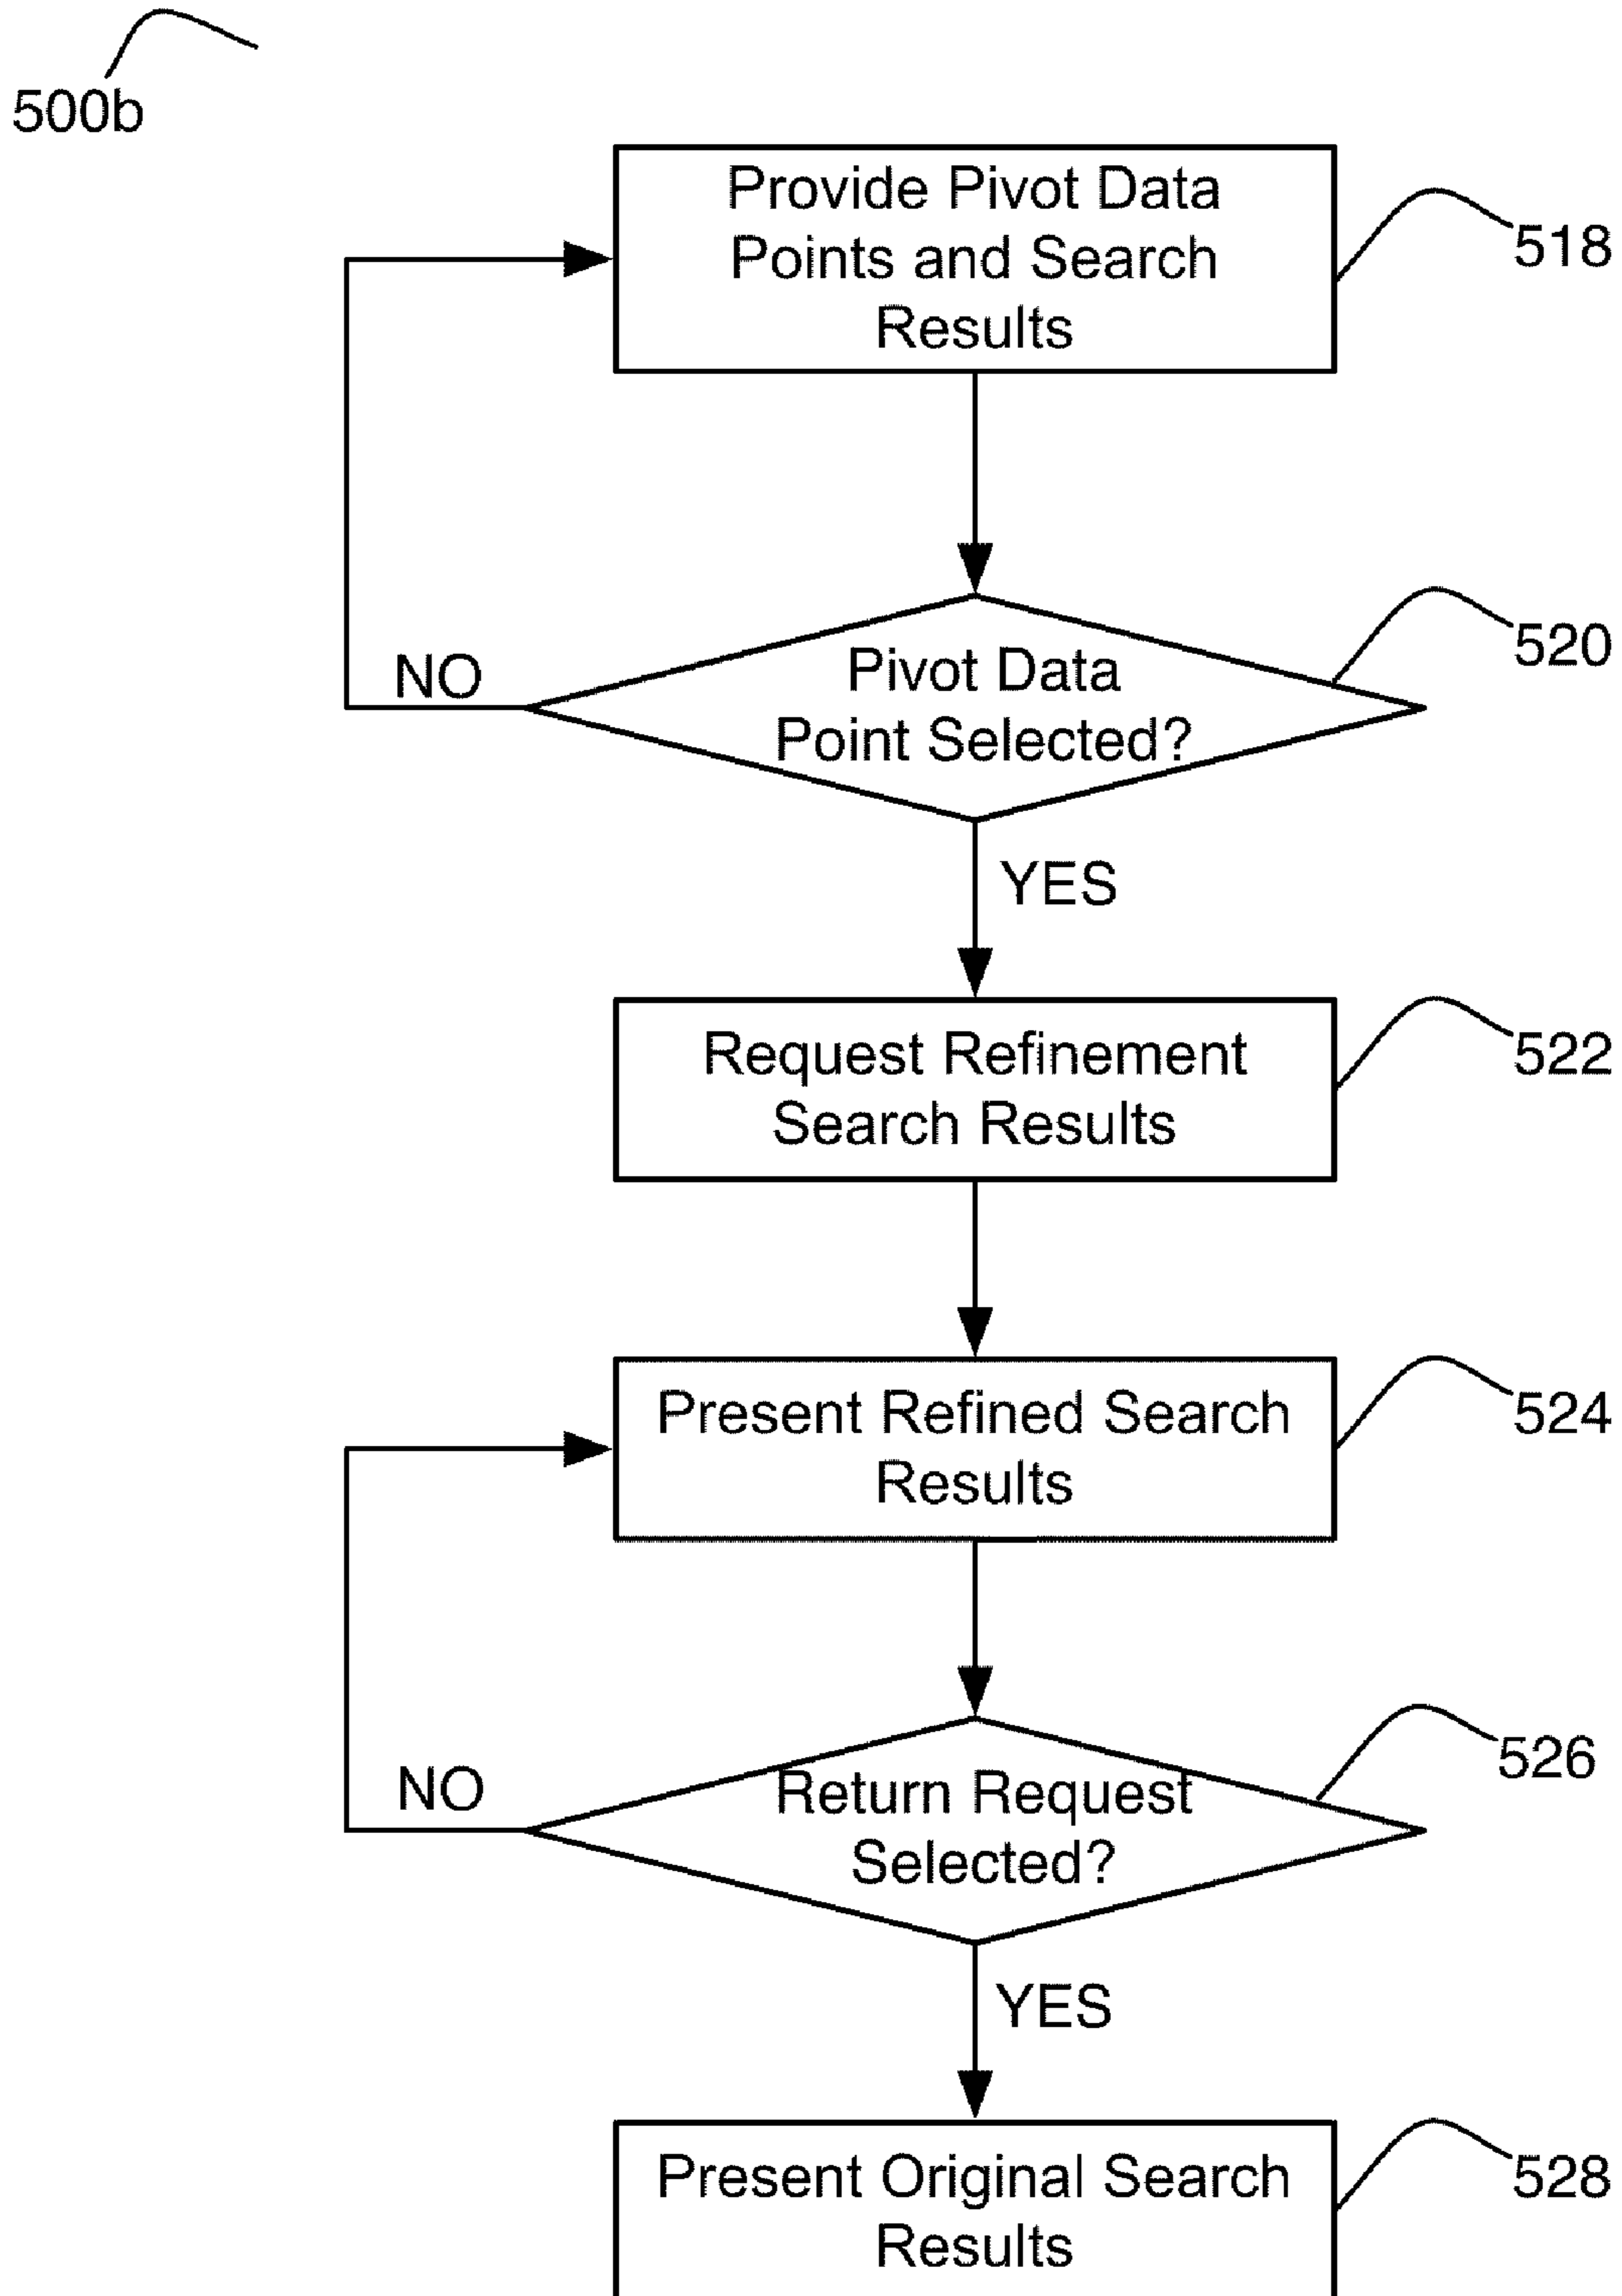 500b
Provide Pivot Data
Points and Search
Results
518
Pivot Data
Point Selected?
520
NO
YES
Request Refinement
Search Results
522
Present Refined Search
Results
524
Return Request
Selected?
526
NO
YES
Present Original Search
Results
528